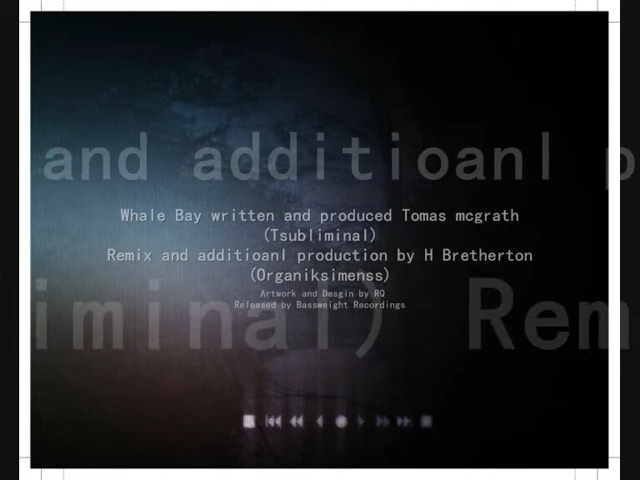 and additioanl p
Whale Bay written and produced Tomas mcgrath
(Tsubliminal)
Remix and additioanl production by H Bretherton
(Organiksimenss)
Artwork and Desgin by RQ
Released by Bassweight Recordings
iminal) Rem